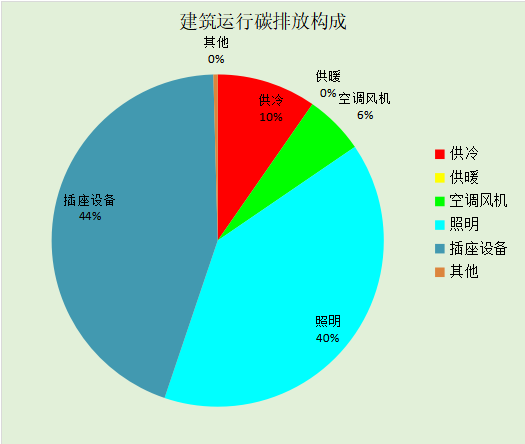 建筑运行碳排放构成
其他
0%
供暖
0%
空调风机
6%
供冷
10%
插座设备
44%
照明
40%
供冷
供暖
空调风机
照明
插座设备
其他